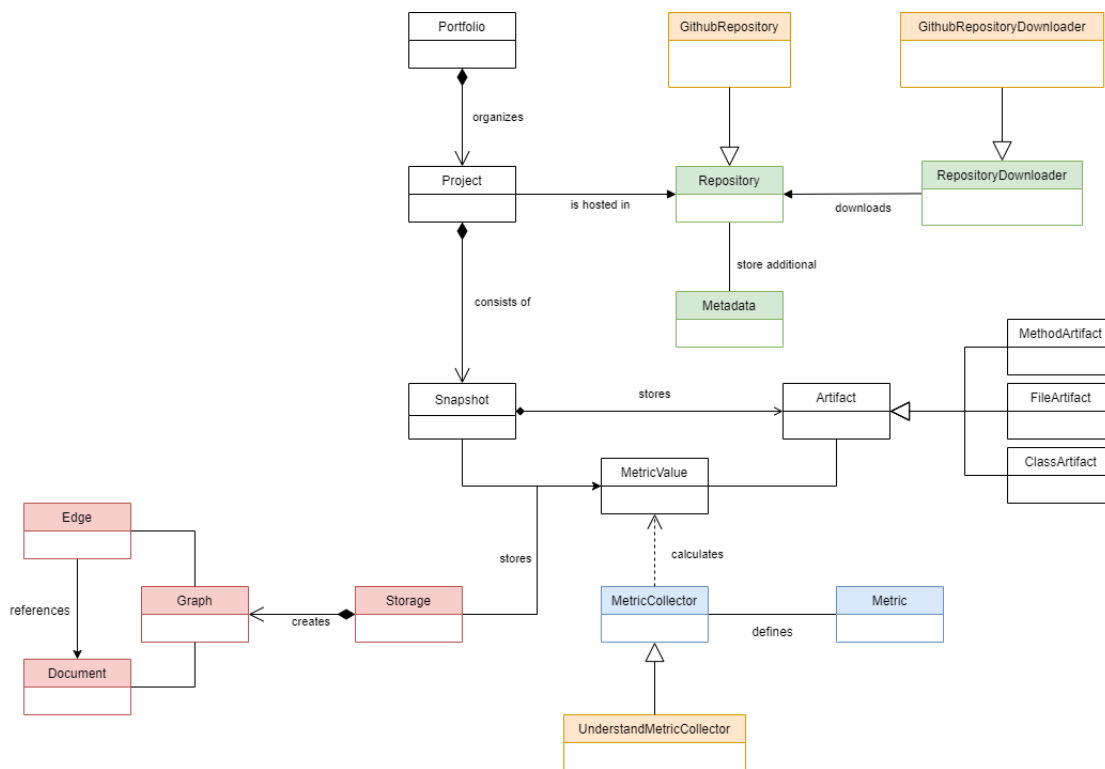 Portfolio
GithubRepository
GithubRepositoryDownloader
organizes
Project
Repository
RepositoryDownloader
is hosted in
downloads
store additional
consists of
Metadata
MethodArtifact
Snapshot
stores
Artifact
FileArtifact
MetricValue
ClassArtifact
Edge
stores
calculates
references
Graph
Storage
MetricCollector
Metric
creates
defines
Document
UnderstandMetricCollector